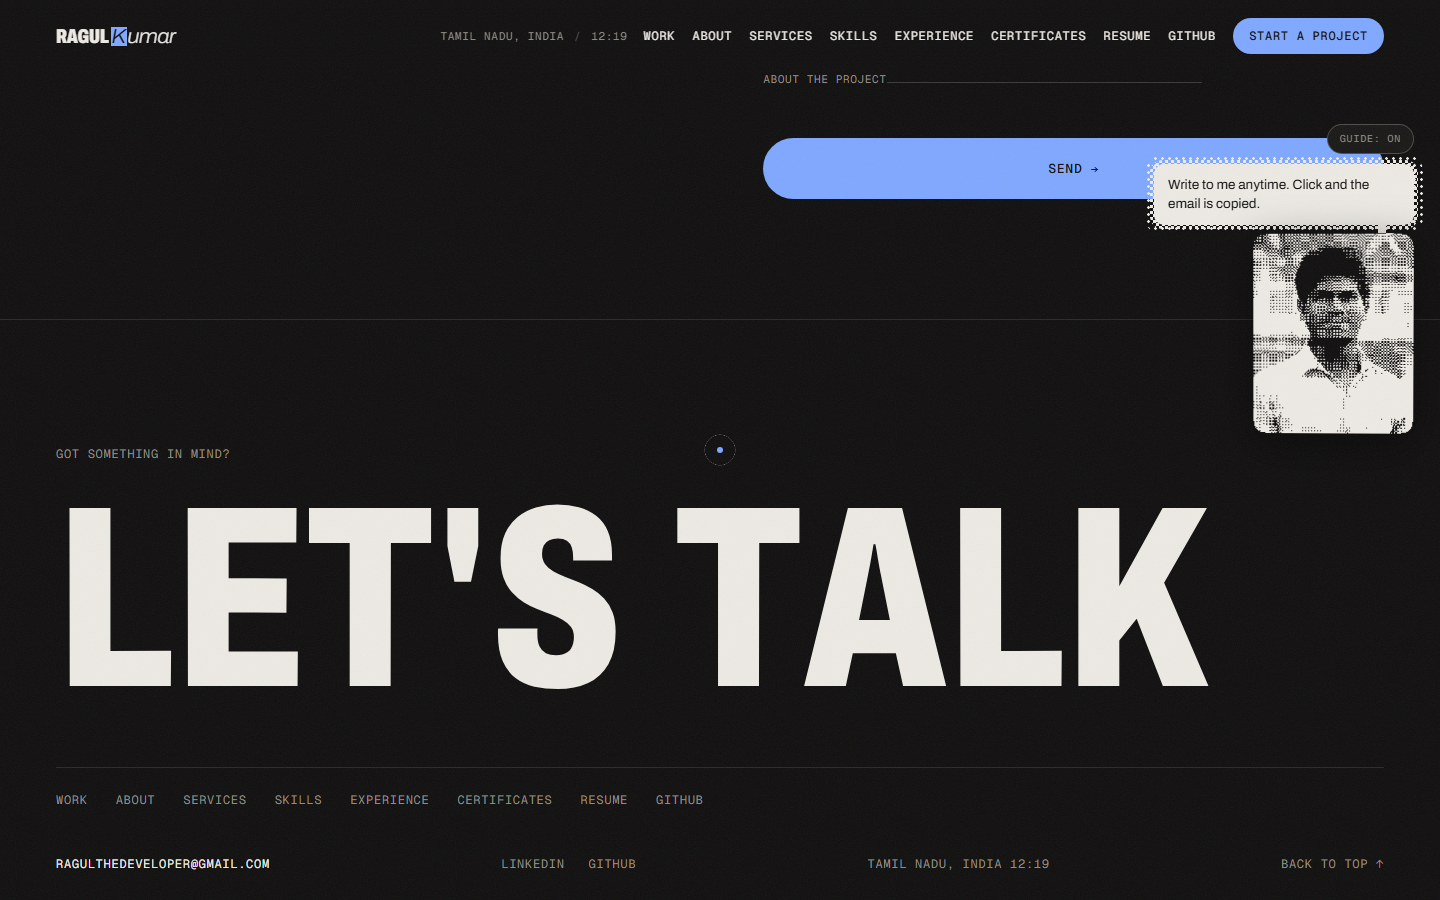 RAGUL Kumar
TAMIL NADU, INDIA / 12:19 WORK ABOUT SERVICES SKILLS EXPERIENCE CERTIFICATES RESUME GITHUB START A PROJECT
ABOUT THE PROJECT
GUIDE: ON
SEND →
Write to me anytime. Click and the
email is copied.
GOT SOMETHING IN MIND?
LET'S TALK
WORK ABOUT SERVICES SKILLS EXPERIENCE CERTIFICATES RESUME GITHUB
RAGULTHEDEVELOPER@GMAIL.COM LINKEDIN GITHUB TAMIL NADU, INDIA 12:19 BACK TO TOP ↑